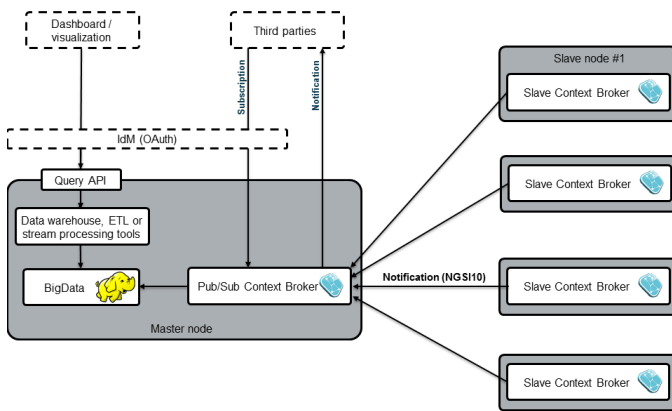 Dashboard /
visualization
Third parties
Subscription
Notification
IdM (OAuth)
Query API
Data warehouse, ETL or
stream processing tools
BigData
Pub/Sub Context Broker
Master node
Notification (NGSI10)
Slave node #1
Slave Context Broker
Slave Context Broker
Slave Context Broker
Slave Context Broker